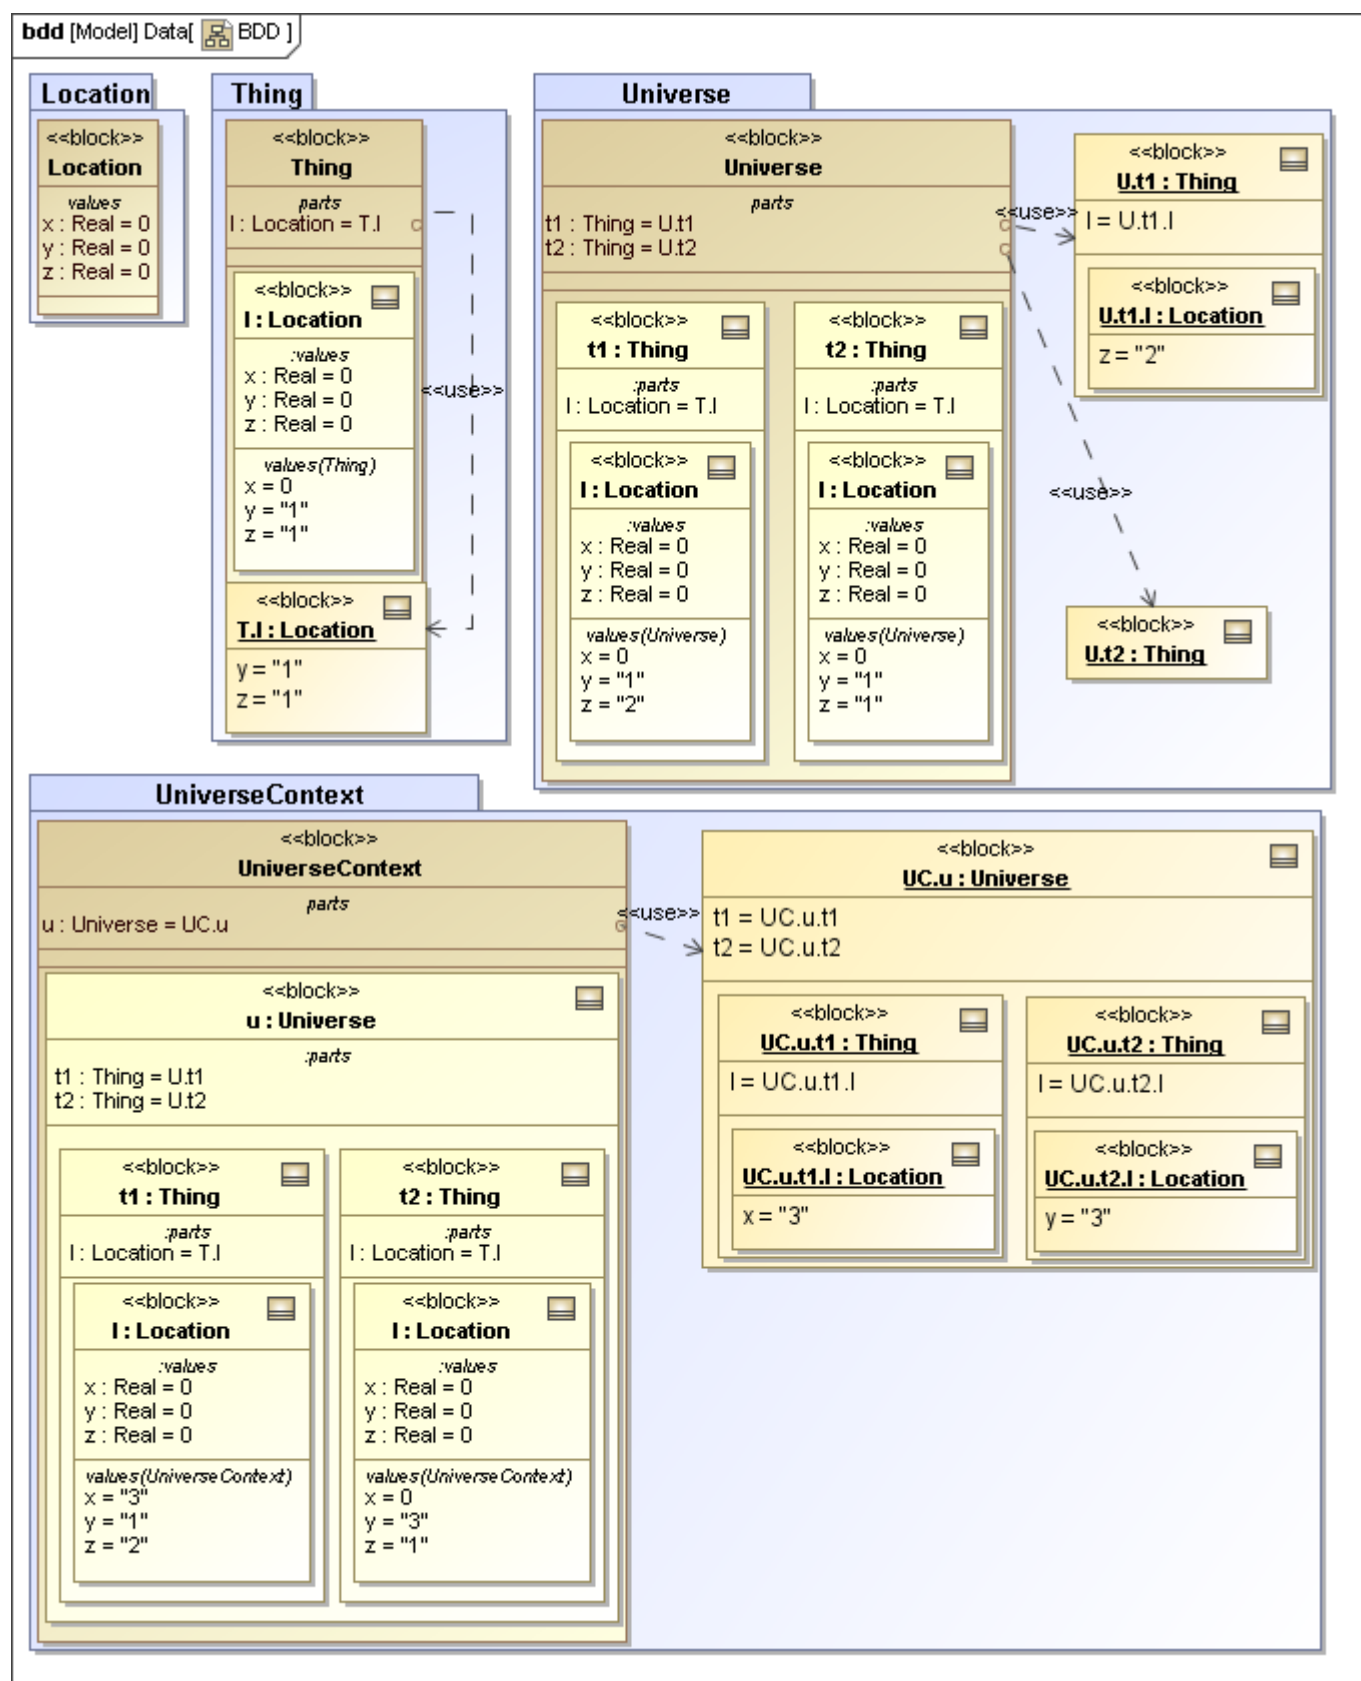 bdd [Model] Data[ BDD ]
Location
<<block>>
Location
values
x : Real = 0
y : Real = 0
z : Real = 0
Thing
<<block>>
Thing
parts
l : Location = T.l
<<block>>
l : Location
:values
x : Real = 0
y : Real = 0
z : Real = 0
values(Thing)
x = 0
y = "1"
z = "1"
<<use>>
<<block>>
T.l : Location
y = "1"
z = "1"
Universe
<<block>>
Universe
parts
t1 : Thing = U.t1
t2 : Thing = U.t2
<<block>>
t1 : Thing
:parts
l : Location = T.l
<<block>>
l : Location
:values
x : Real = 0
y : Real = 0
z : Real = 0
values(Universe)
x = 0
y = "1"
z = "2"
<<block>>
t2 : Thing
:parts
l : Location = T.l
<<block>>
l : Location
:values
x : Real = 0
y : Real = 0
z : Real = 0
values(Universe)
x = 0
y = "1"
z = "1"
<<use>>
<<block>>
U.t1 : Thing
l = U.t1.l
<<block>>
U.t1.l : Location
z = "2"
<<use>>
<<block>>
U.t2 : Thing
UniverseContext
<<block>>
UniverseContext
parts
u : Universe = UC.u
<<block>>
u : Universe
:parts
t1 : Thing = U.t1
t2 : Thing = U.t2
<<block>>
t1 : Thing
:parts
l : Location = T.l
<<block>>
l : Location
:values
x : Real = 0
y : Real = 0
z : Real = 0
values(UniverseContext)
x = "3"
y = "1"
z = "2"
<<block>>
t2 : Thing
:parts
l : Location = T.l
<<block>>
l : Location
:values
x : Real = 0
y : Real = 0
z : Real = 0
values(UniverseContext)
x = 0
y = "3"
z = "1"
<<use>>
<<block>>
UC.u : Universe
t1 = UC.u.t1
t2 = UC.u.t2
<<block>>
UC.u.t1 : Thing
l = UC.u.t1.l
<<block>>
UC.u.t1.l : Location
x = "3"
<<block>>
UC.u.t2 : Thing
l = UC.u.t2.l
<<block>>
UC.u.t2.l : Location
y = "3"